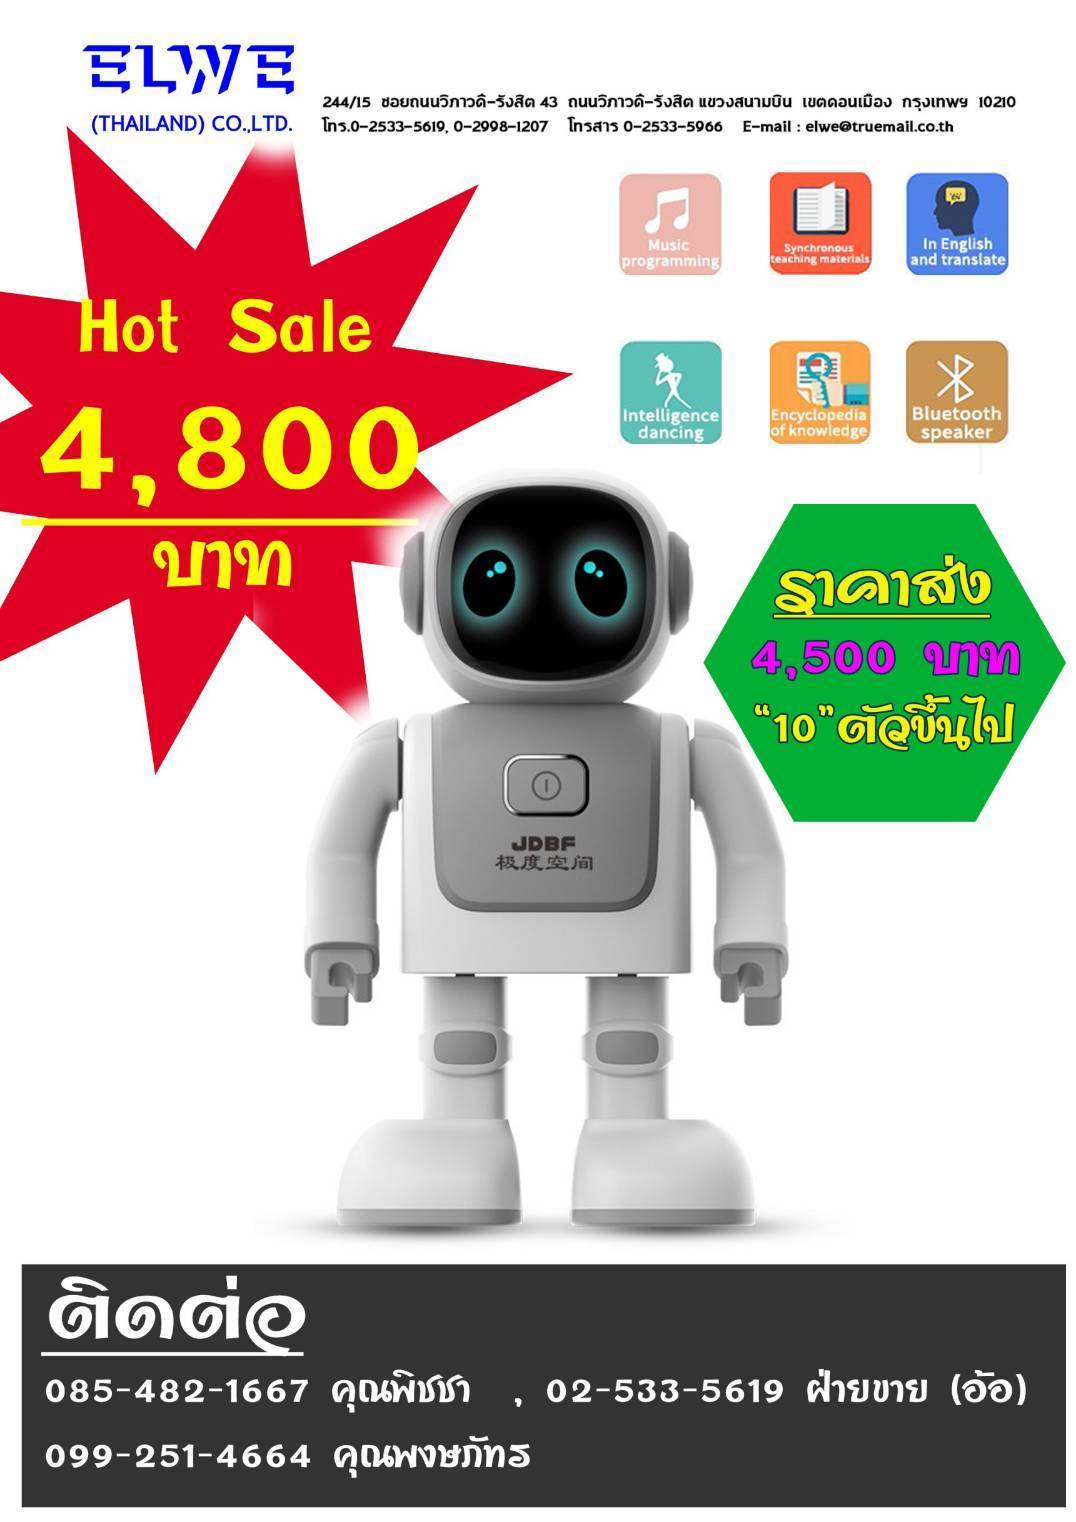 ELWE
(THAILAND) CO.,LTD.
244/15 ซอยถนนวิภาวดี-รังสิต 43 ถนนวิภาวดี-รังสิต แขวงสนามบิน เขตดอนเมือง กรุงเทพฯ 10210
โทร.0-2533-5619, 0-2998-1207 โทรสาร 0-2533-5966 E-mail : elwe@truemail.co.th
Music
programming
Synchronous
teaching materials
In English
and translate
Intelligence
dancing
Encyclopedia
of knowledge
Bluetooth
speaker
Hot Sale
4,800
บาท
ราคาส่ง
4,500 บาท
“10”ตัวขึ้นไป
JDBF
极度空间
ติดต่อ
085-482-1667 คุณพิชชา , 02-533-5619 ฝ่ายขาย (อ้อ)
099-251-4664 คุณพงษภัทร